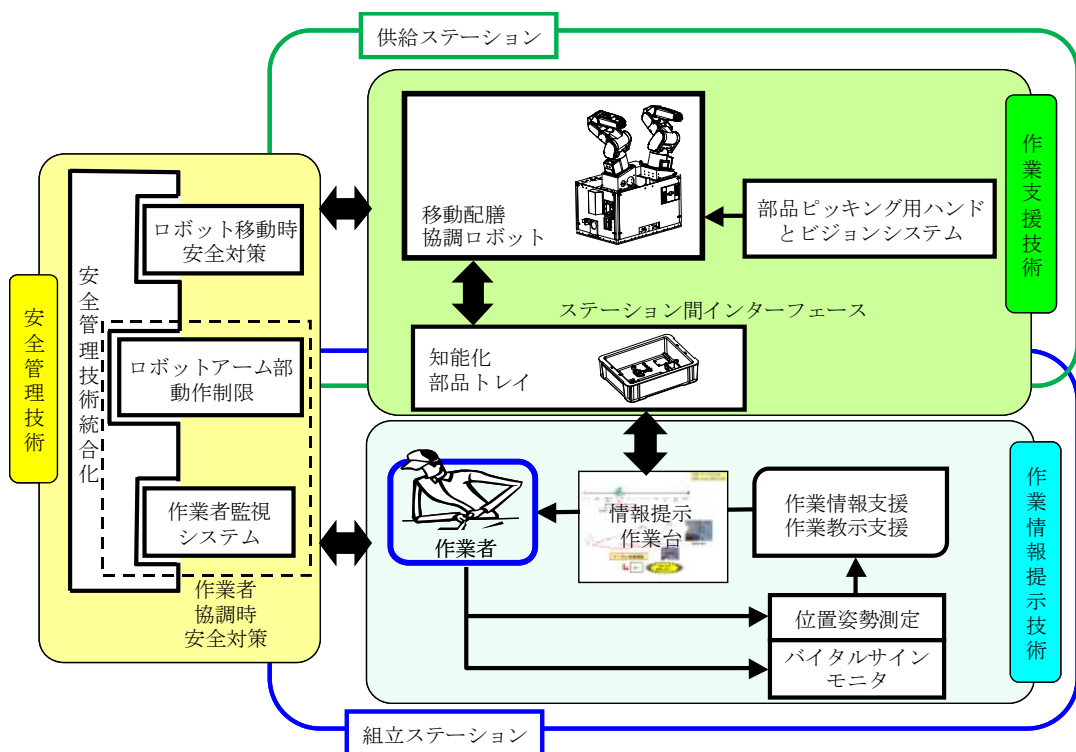 供給ステーション
移動配膳
協調ロボット
部品ピッキング用ハンド
とビジョンシステム
作業支援技術
ステーション間インターフェース
知能化
部品トレイ
安全管理技術
安全管理技術統合化
ロボット移動時
安全対策
ロボットアーム部
動作制限
作業者監視
システム
作業者
協調時
安全対策
作業者
情報提示
作業台
作業情報支援
作業教示支援
位置姿勢測定
バイタルサイン
モニタ
作業情報提示技術
組立ステーション